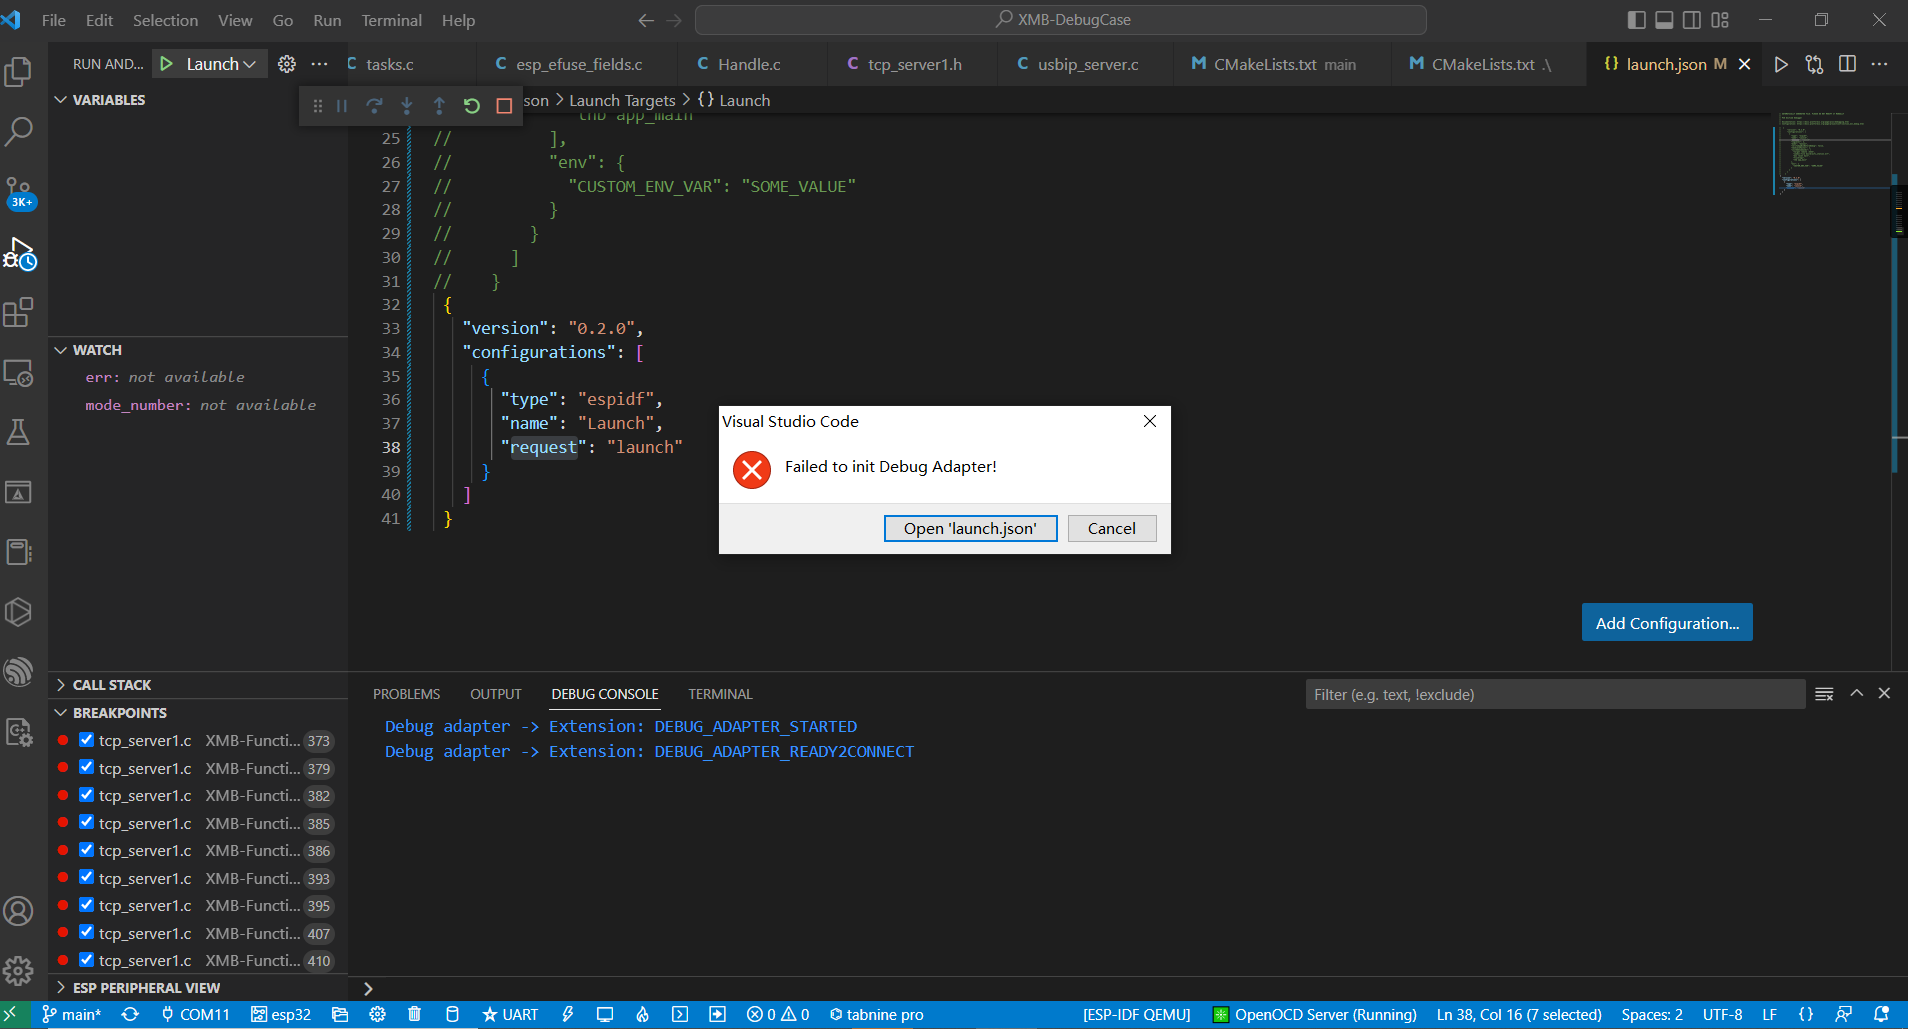 File Edit Selection View Go Run Terminal Help
XMB-DebugCase
RUN AND... Launch
tasks.c esp_efuse_fields.c Handle.c tcp_server1.h usbip_server.c CMakeLists.txt main CMakeLists.txt .\ {} launch.json M
son > Launch Targets > {} Launch
VARIABLES
thb app_main
25 // ],
26 // "env": {
27 // "CUSTOM_ENV_VAR": "SOME_VALUE"
28 // }
29 // }
30 // ]
31 // }
32 {
33 "version": "0.2.0",
34 "configurations": [
35 {
36 "type": "espidf",
37 "name": "Launch",
38 "request": "launch"
39 }
40 ]
41 }
3K+
WATCH
err: not available
mode_number: not available
Visual Studio Code
Failed to init Debug Adapter!
Open 'launch.json' Cancel
Add Configuration...
CALL STACK
BREAKPOINTS
tcp_server1.c XMB-Functi... 373
tcp_server1.c XMB-Functi... 379
tcp_server1.c XMB-Functi... 382
tcp_server1.c XMB-Functi... 385
tcp_server1.c XMB-Functi... 386
tcp_server1.c XMB-Functi... 393
tcp_server1.c XMB-Functi... 395
tcp_server1.c XMB-Functi... 407
tcp_server1.c XMB-Functi... 410
ESP PERIPHERAL VIEW
PROBLEMS OUTPUT DEBUG CONSOLE TERMINAL
Filter (e.g. text, !exclude)
Debug adapter -> Extension: DEBUG_ADAPTER_STARTED
Debug adapter -> Extension: DEBUG_ADAPTER_READY2CONNECT
main* COM11 esp32 UART 0 0 tabnine pro [ESP-IDF QEMU] OpenOCD Server (Running) Ln 38, Col 16 (7 selected) Spaces: 2 UTF-8 LF {}